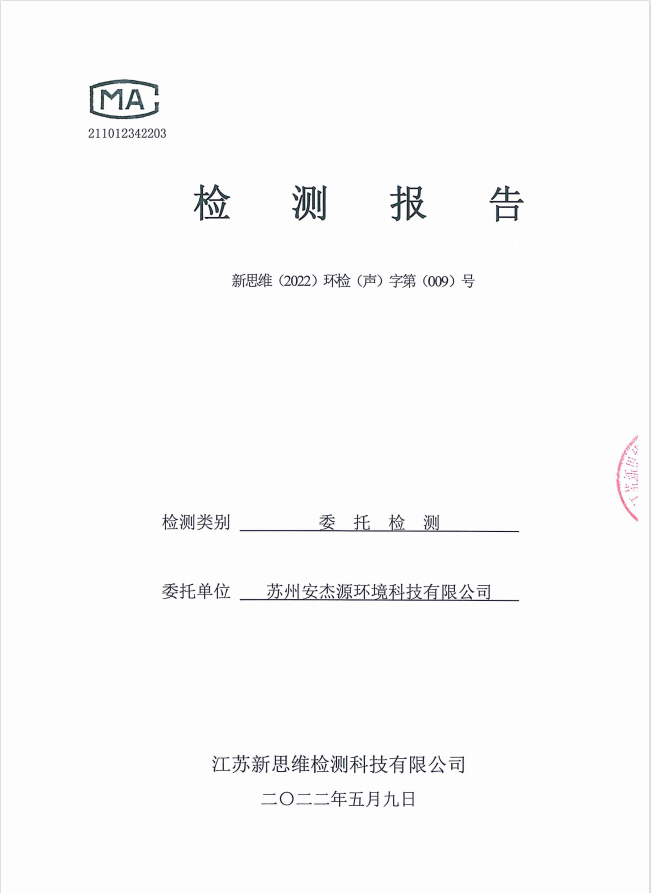 MA
211012342203
检 测 报 告
新思维（2022）环检（声）字第（009）号
检测类别 委 托 检 测
委托单位 苏州安杰源环境科技有限公司
江苏新思维检测科技有限公司
二〇二二年五月九日